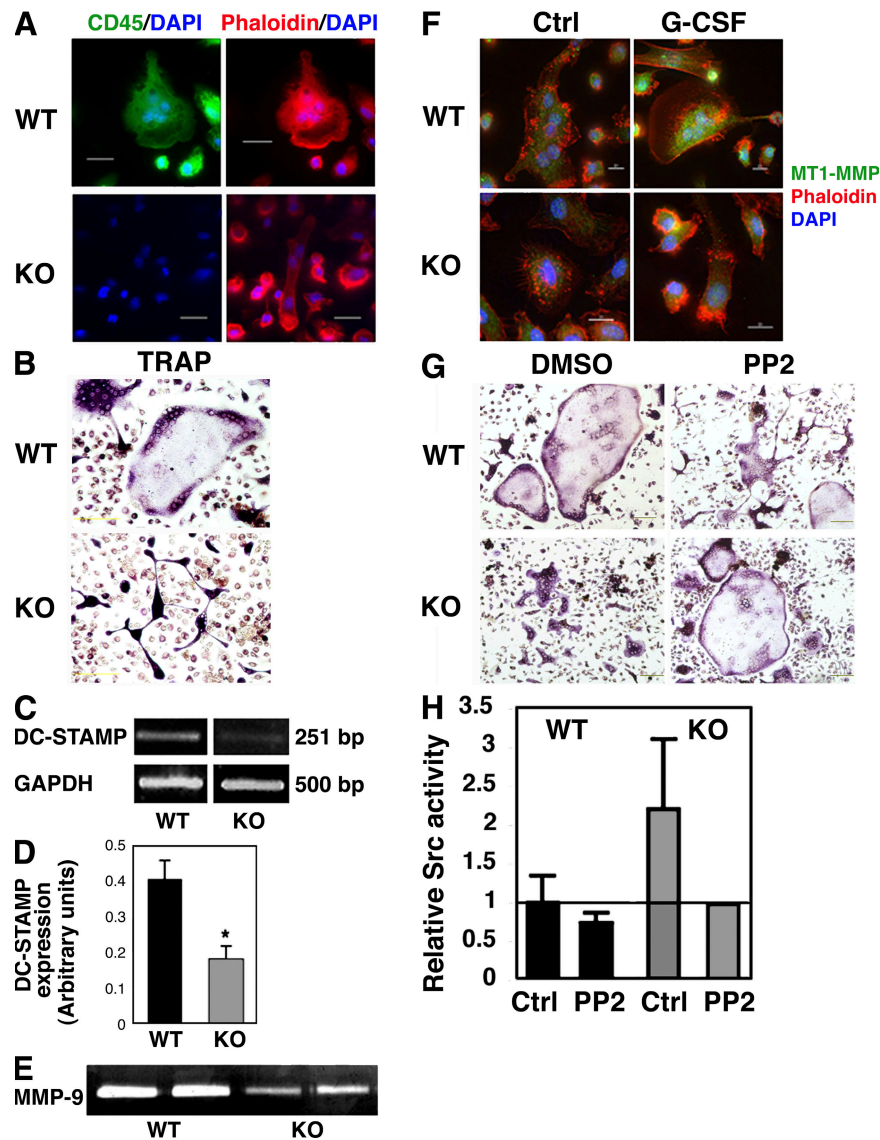 A
CD45/DAPI Phaloidin/DAPI
WT
KO
B
TRAP
WT
KO
C
DC-STAMP
251 bp
GAPDH
500 bp
WT KO
D
DC-STAMP
expression
(Arbitrary units)
0.5
0.4
0.3
0.2
0.1
0
*
WT KO
E
MMP-9
WT KO
F
Ctrl G-CSF
WT
KO
MT1-MMP
Phaloidin
DAPI
G
DMSO PP2
WT
KO
H
Relative Src activity
3.5
3
2.5
2
1.5
1
0.5
0
WT KO
Ctrl PP2 Ctrl PP2